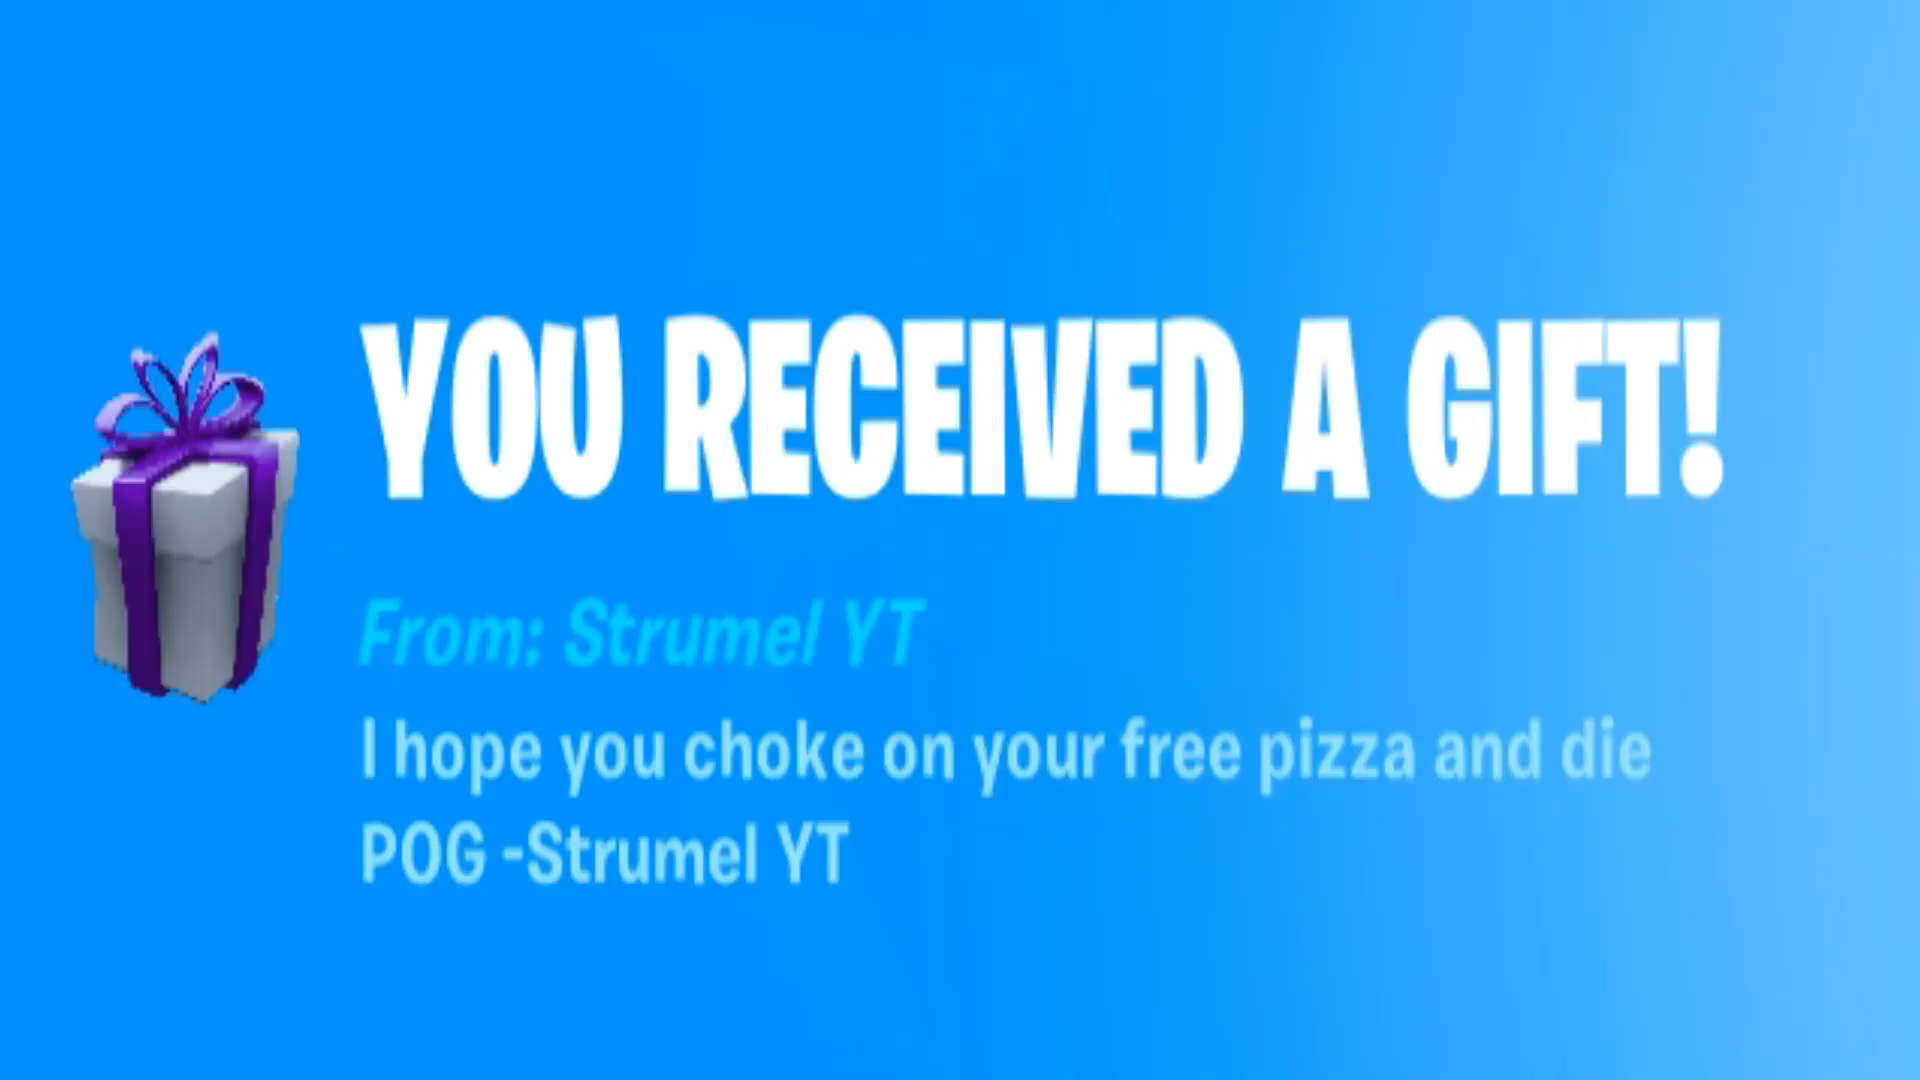 YOU RECEIVED A GIFT!
From: Strumel YT
I hope you choke on your free pizza and die
POG -Strumel YT